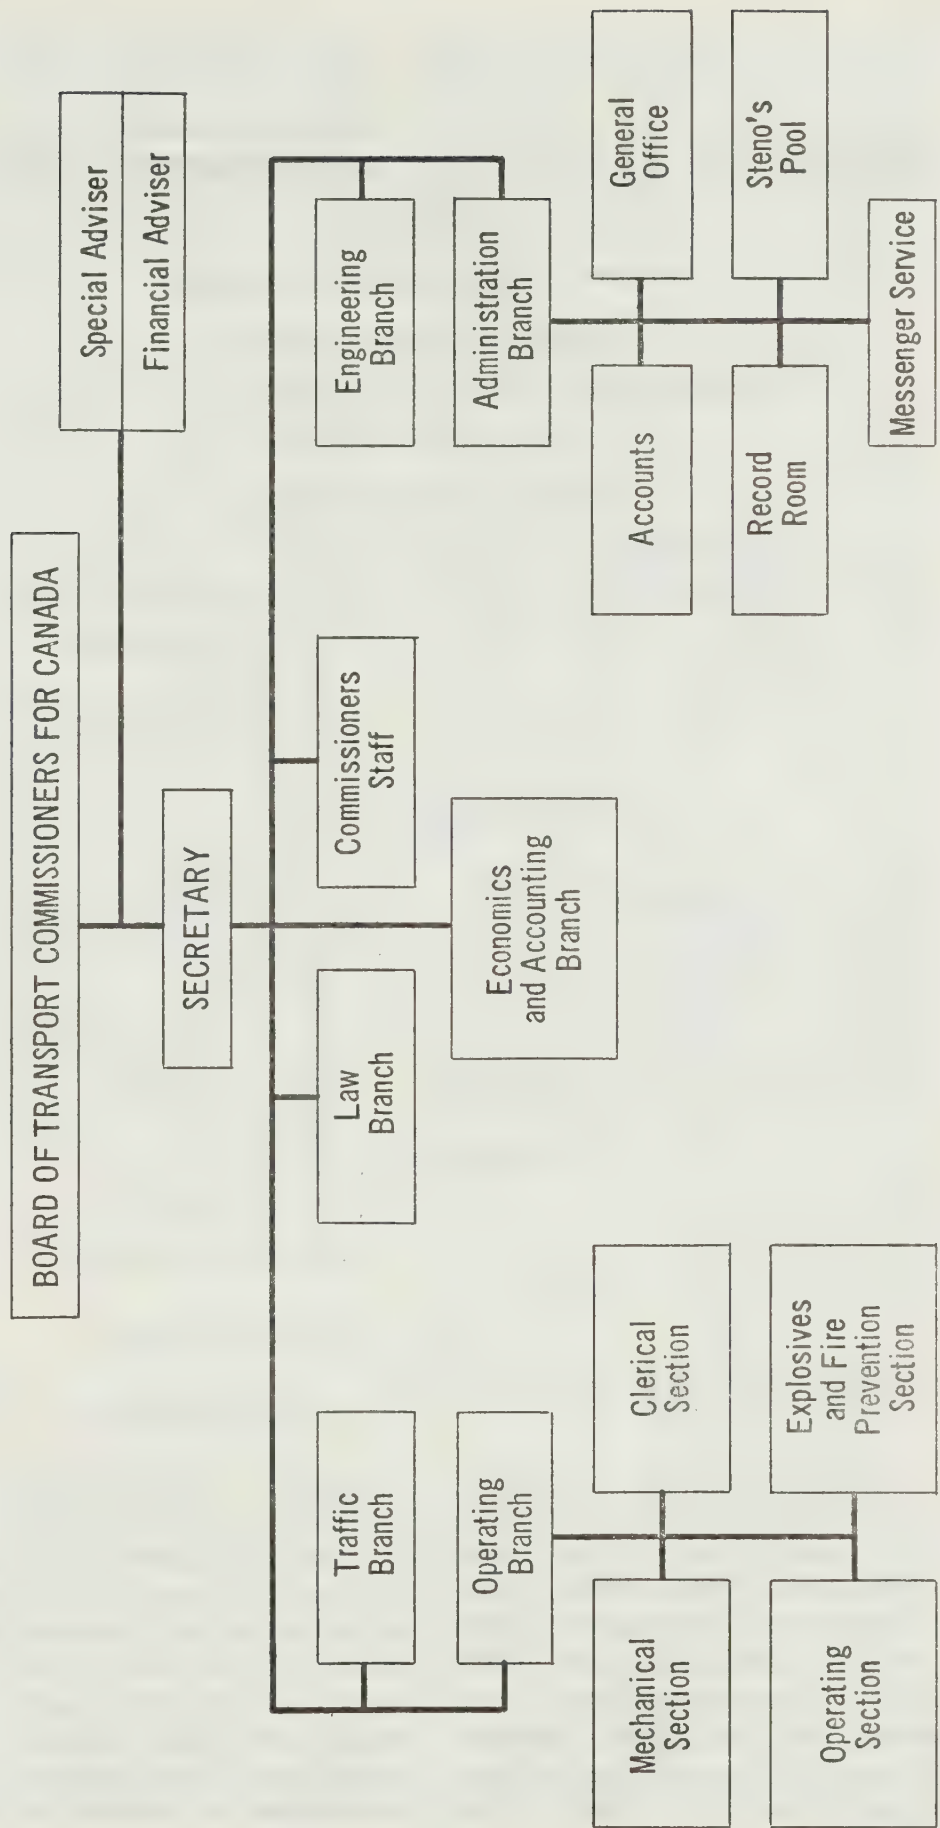 BOARD OF TRANSPORT COMMISSIONERS FOR CANADA
Special Adviser
Financial Adviser
SECRETARY
Traffic
Branch
Law
Branch
Commissioners
Staff
Engineering
Branch
Operating
Branch
Economics
and Accounting
Branch
Administration
Branch
Mechanical
Section
Clerical
Section
Accounts
General
Office
Operating
Section
Explosives
and Fire
Prevention
Section
Record
Room
Steno's
Pool
Messenger Service